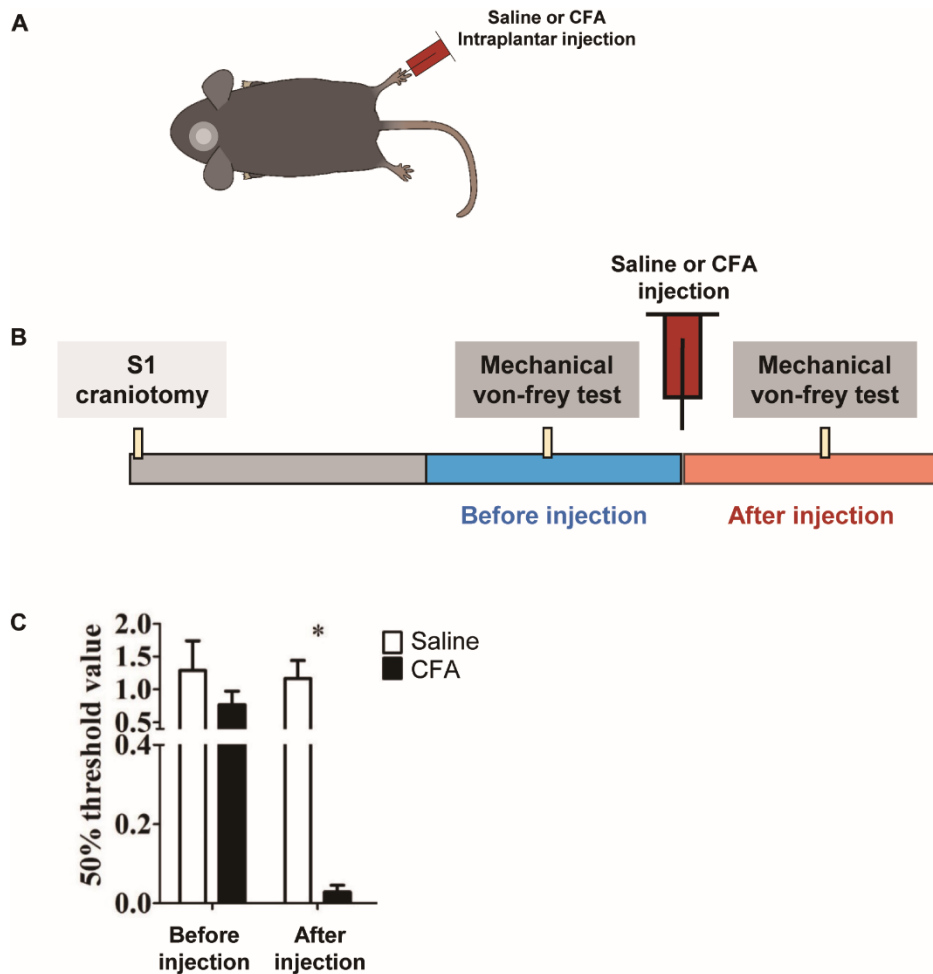 A
Saline or CFA
Intraplantar injection
Saline or CFA
injection
B
S1
craniotomy
Mechanical
von-frey test
Mechanical
von-frey test
Before injection
After injection
C
50% threshold value
2.0
1.5
1.0
0.5
0.4
0.2
0.0
*
Saline
CFA
Before
injection
After
injection